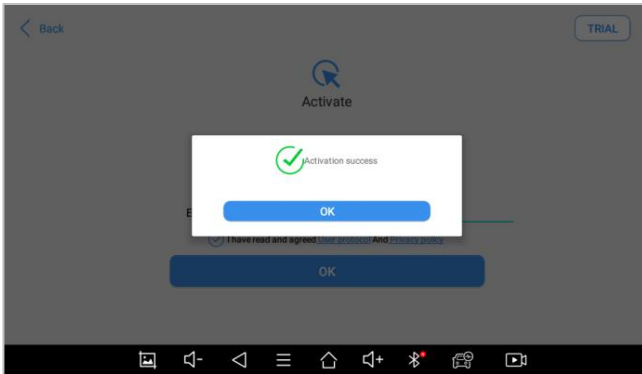 Back
TRIAL
Activate
Activation success
OK
E
I have read and agreed User protocol And Privacy policy
OK